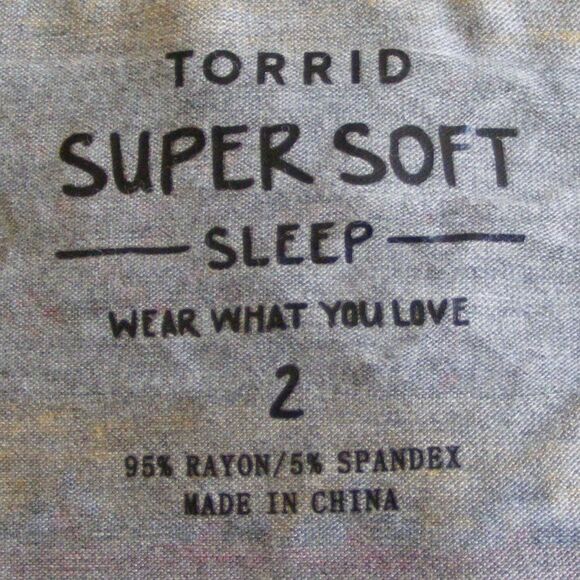 TORRID
SUPER SOFT
SLEEP
WEAR WHAT YOU LOVE
2
95% RAYON/5% SPANDEX
MADE IN CHINA